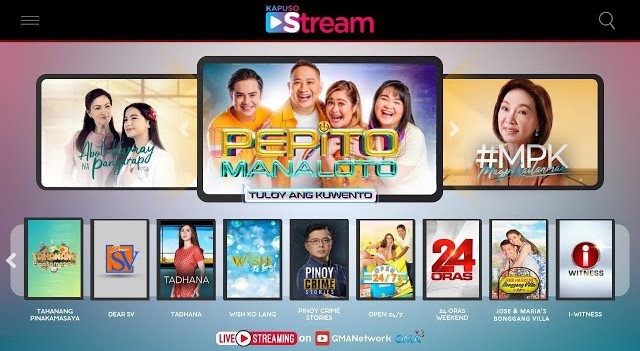 KAPUSO
Stream
Abot Kamay
NA
Pangarap
PEPITO
MANALOTO
TULOY ANG KUWENTO
#MPK
Magpakailanman
TAHANANG
Pinakamasaya
SV
TADHANA
WISH
ko lang!
PINOY
CRIME
STORIES
OPEN
24/7
24
ORAS
Bonggang Villa
i
WITNESS
TAHANANG
PINAKAMASAYA
DEAR SV
TADHANA
WISH KO LANG
PINOY CRIME
STORIES
OPEN 24/7
24 ORAS
WEEKEND
JOSE & MARIA'S
BONGGANG VILLA
I-WITNESS
LIVE STREAMING on GMANetwork GMA